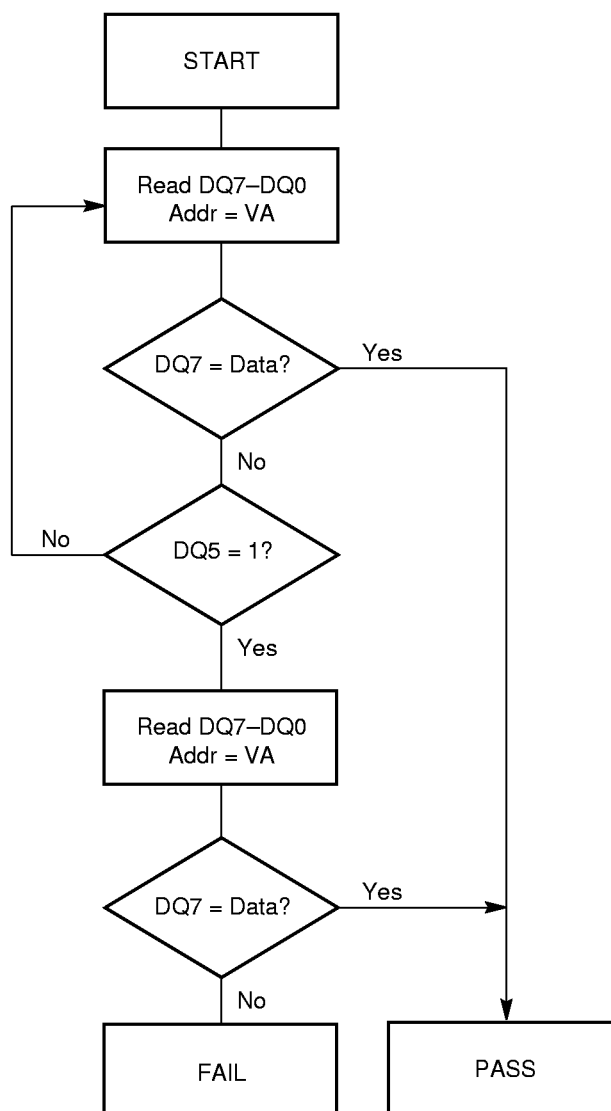 START
Read DQ7–DQ0
Addr = VA
DQ7 = Data?
Yes
No
No
DQ5 = 1?
Yes
Read DQ7–DQ0
Addr = VA
DQ7 = Data?
Yes
No
FAIL
PASS